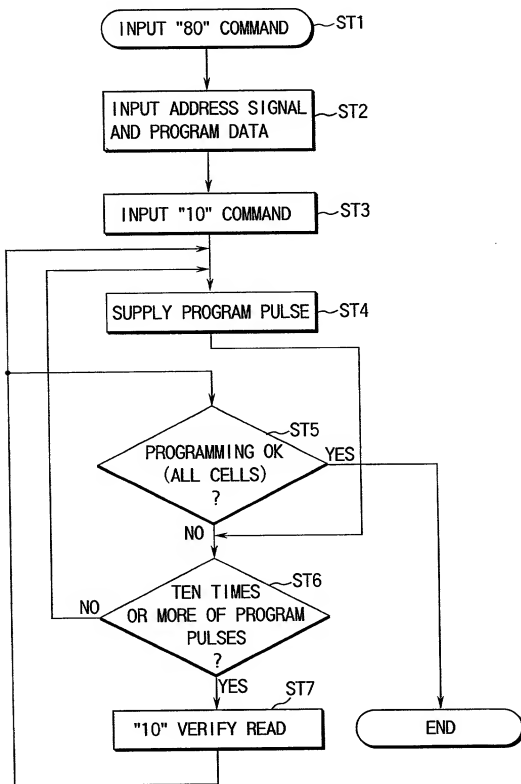 INPUT "80" COMMAND
ST1
INPUT ADDRESS SIGNAL
AND PROGRAM DATA
ST2
INPUT "10" COMMAND
ST3
SUPPLY PROGRAM PULSE
ST4
ST5
PROGRAMMING OK
(ALL CELLS)
?
YES
NO
ST6
TEN TIMES
OR MORE OF PROGRAM
PULSES
?
NO
YES
ST7
"10" VERIFY READ
END